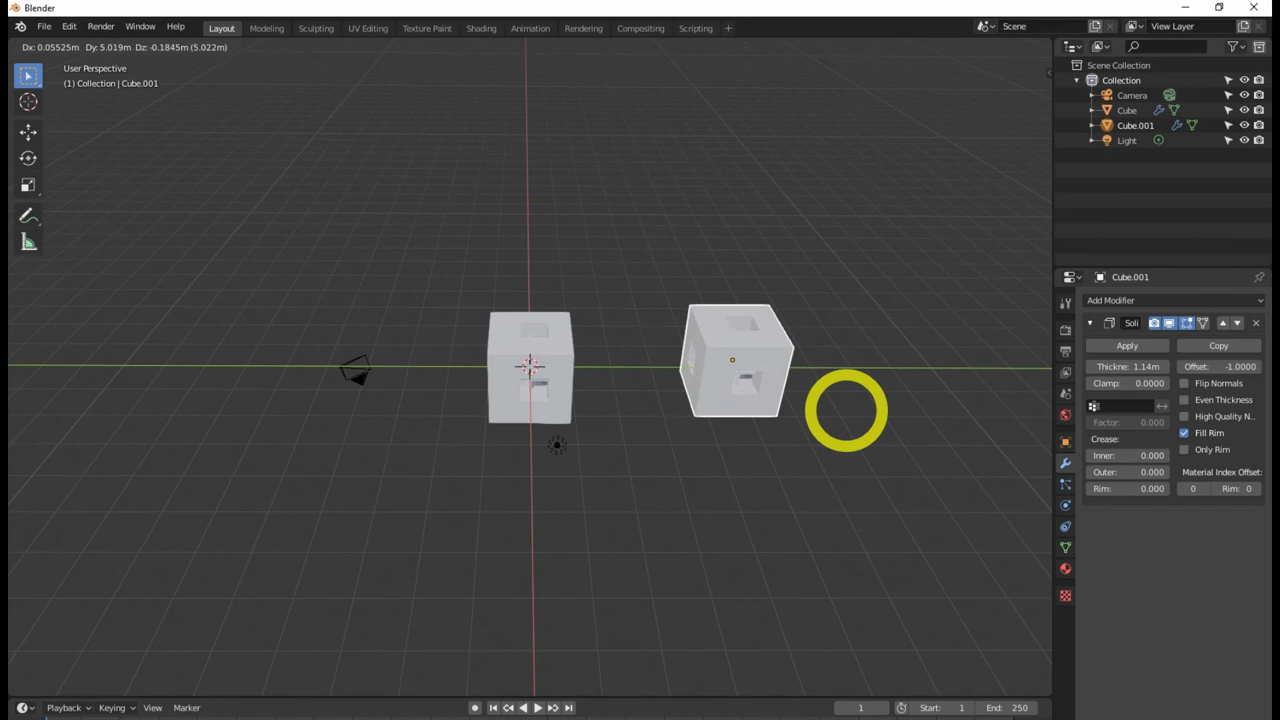 Blender
File Edit Render Window Help Layout Modeling Sculpting UV Editing Texture Paint Shading Animation Rendering Compositing Scripting + Scene View Layer
Dx: 0.05525m Dy: 5.019m Dz: -0.1845m (5.022m)
User Perspective
(1) Collection | Cube.001
Scene Collection
Collection
Camera
Cube
Cube.001
Light
Cube.001
Add Modifier
Soli
Apply Copy
Thickne: 1.14m Offset: -1.0000
Clamp: 0.0000 Flip Normals
Even Thickness
Factor: 0.000 High Quality N..
Crease: Fill Rim
Inner: 0.000 Only Rim
Outer: 0.000 Material Index Offset:
Rim: 0.000 0 Rim: 0
Playback Keying View Marker 1 Start: 1 End: 250